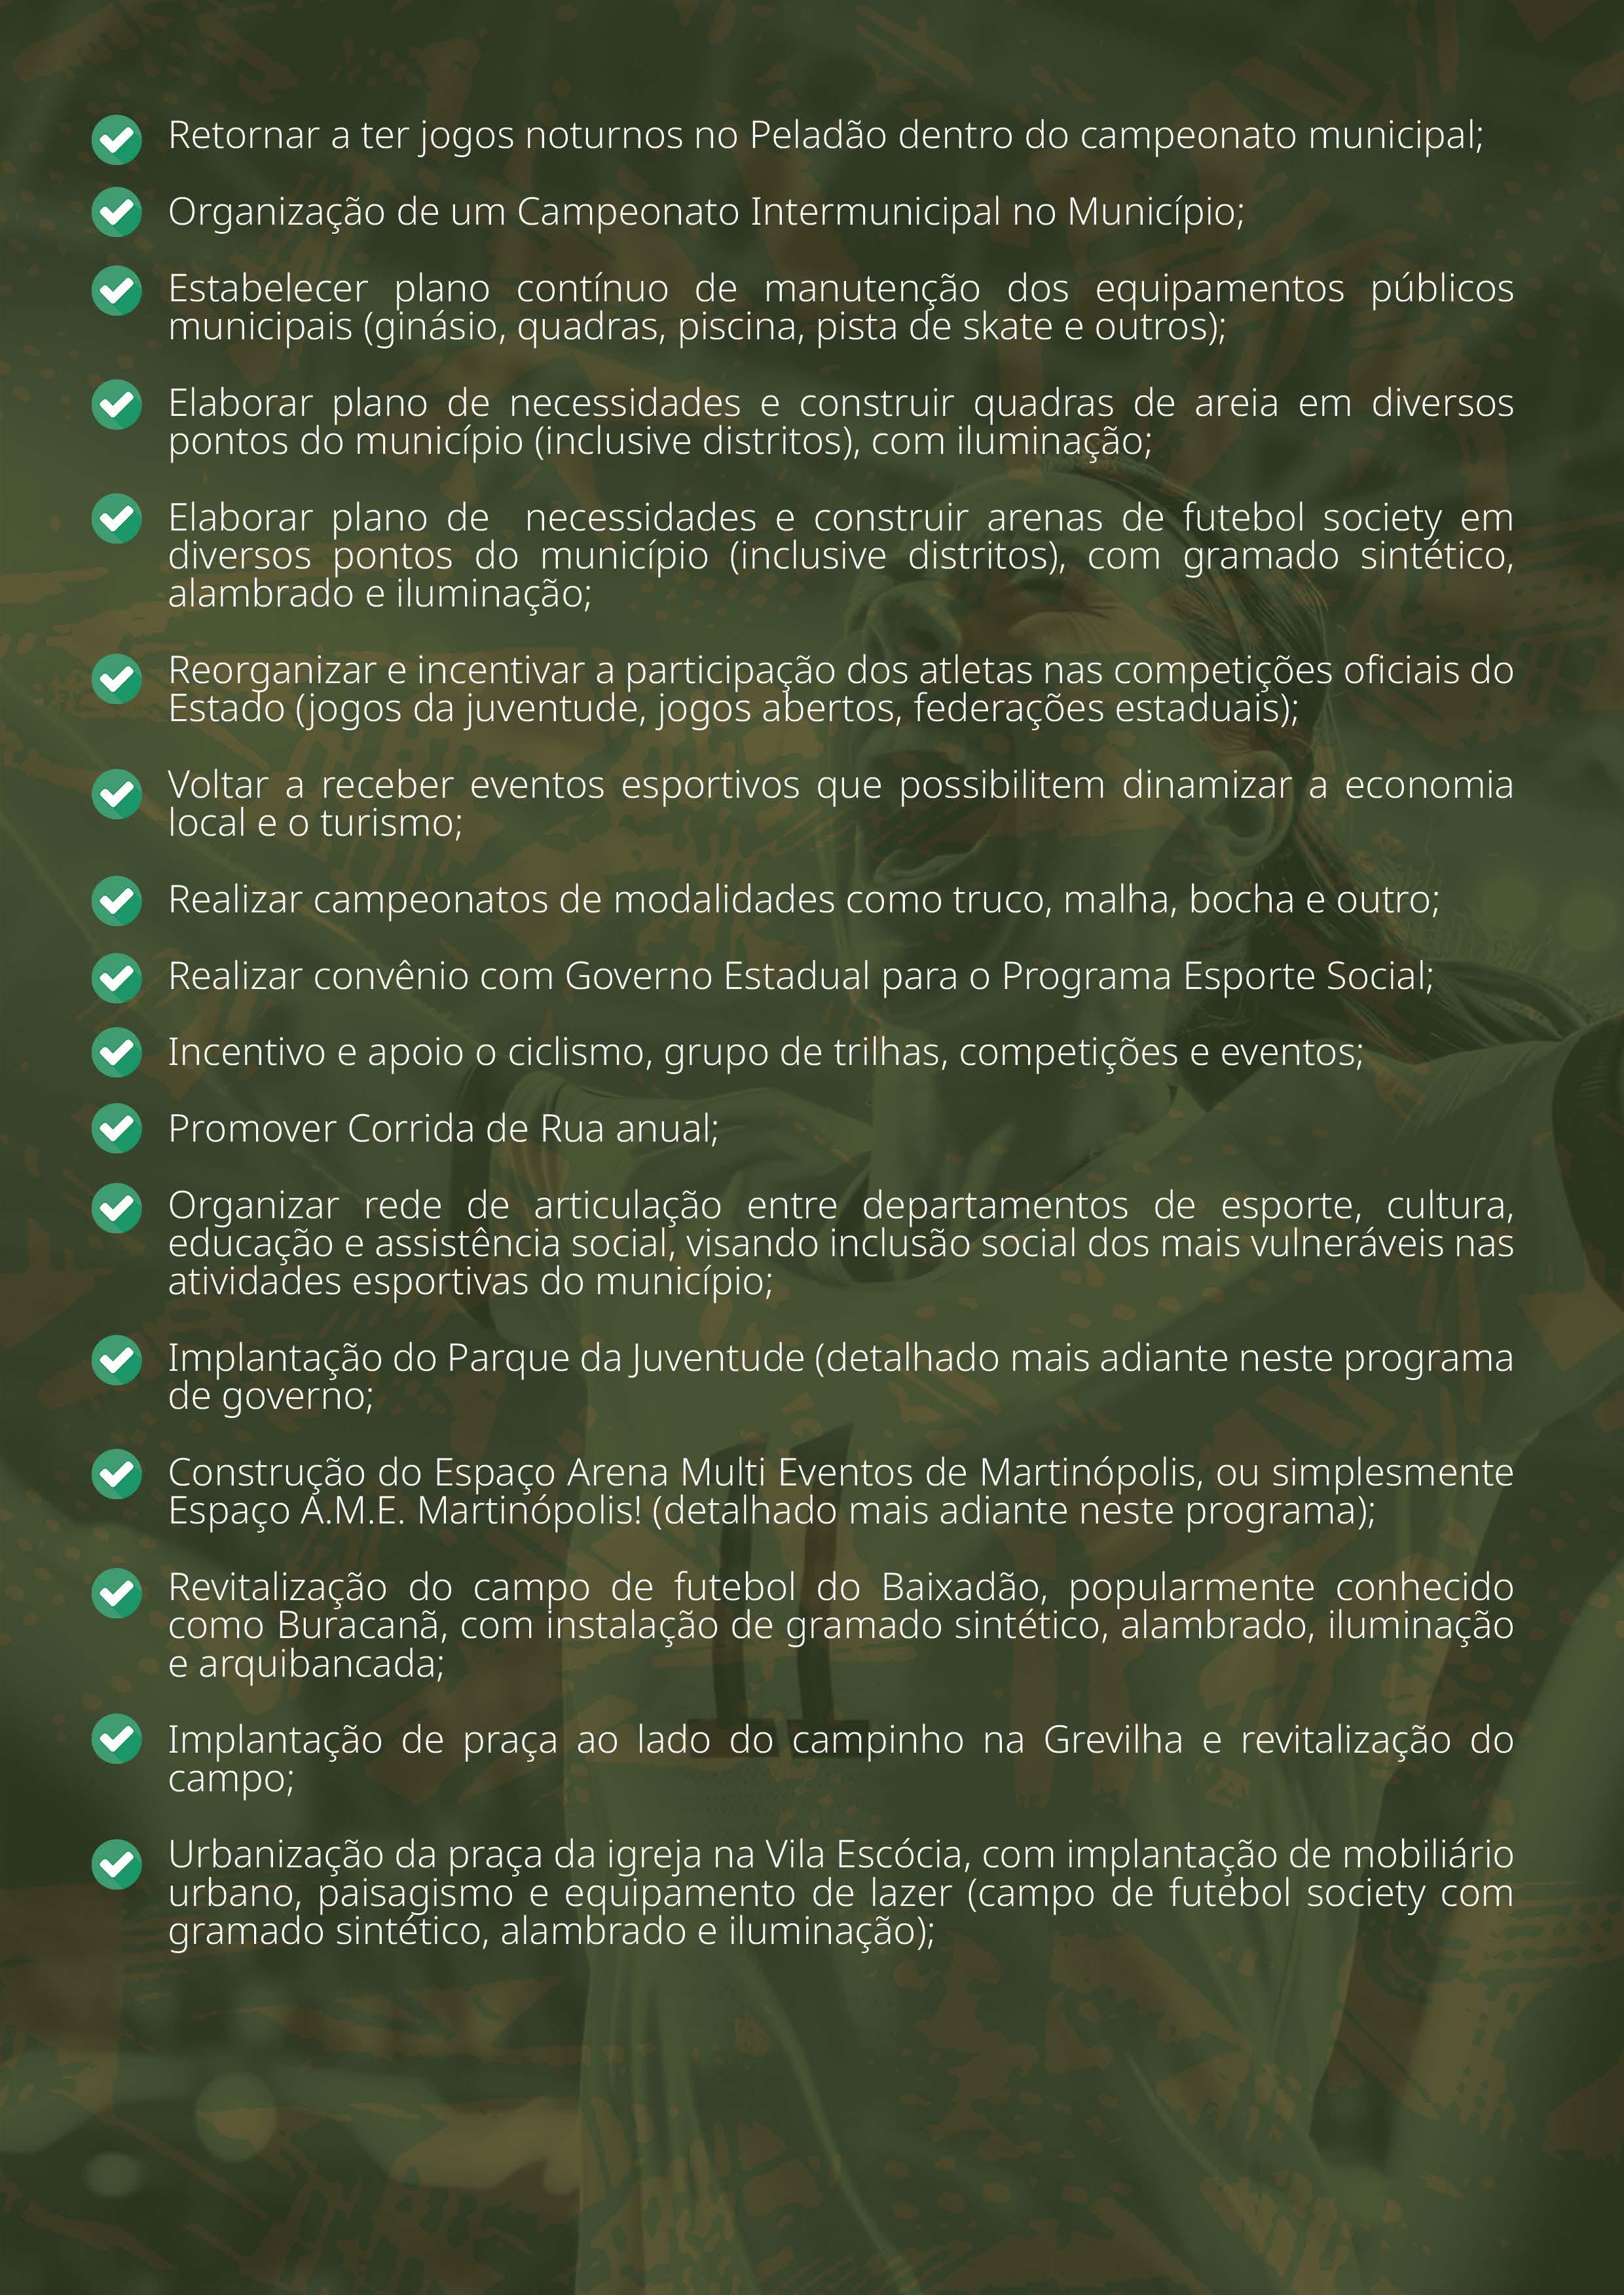 Retornar a ter jogos noturnos no Peladão dentro do campeonato municipal;
Organização de um Campeonato Intermunicipal no Município;
Estabelecer plano contínuo de manutenção dos equipamentos públicos
municipais (ginásio, quadras, piscina, pista de skate e outros);
Elaborar plano de necessidades e construir quadras de areia em diversos
pontos do município (inclusive distritos), com iluminação;
Elaborar plano de necessidades e construir arenas de futebol society em
diversos pontos do município (inclusive distritos), com gramado sintético,
alambrado e iluminação;
Reorganizar e incentivar a participação dos atletas nas competições oficiais do
Estado (jogos da juventude, jogos abertos, federações estaduais);
Voltar a receber eventos esportivos que possibilitem dinamizar a economia
local e o turismo;
Realizar campeonatos de modalidades como truco, malha, bocha e outro;
Realizar convênio com Governo Estadual para o Programa Esporte Social;
Incentivo e apoio o ciclismo, grupo de trilhas, competições e eventos;
Promover Corrida de Rua anual;
Organizar rede de articulação entre departamentos de esporte, cultura,
educação e assistência social, visando inclusão social dos mais vulneráveis nas
atividades esportivas do município;
Implantação do Parque da Juventude (detalhado mais adiante neste programa
de governo;
Construção do Espaço Arena Multi Eventos de Martinópolis, ou simplesmente
Espaço A.M.E. Martinópolis! (detalhado mais adiante neste programa);
Revitalização do campo de futebol do Baixadão, popularmente conhecido
como Buracanã, com instalação de gramado sintético, alambrado, iluminação
e arquibancada;
Implantação de praça ao lado do campinho na Grevilha e revitalização do
campo;
Urbanização da praça da igreja na Vila Escócia, com implantação de mobiliário
urbano, paisagismo e equipamento de lazer (campo de futebol society com
gramado sintético, alambrado e iluminação);
11